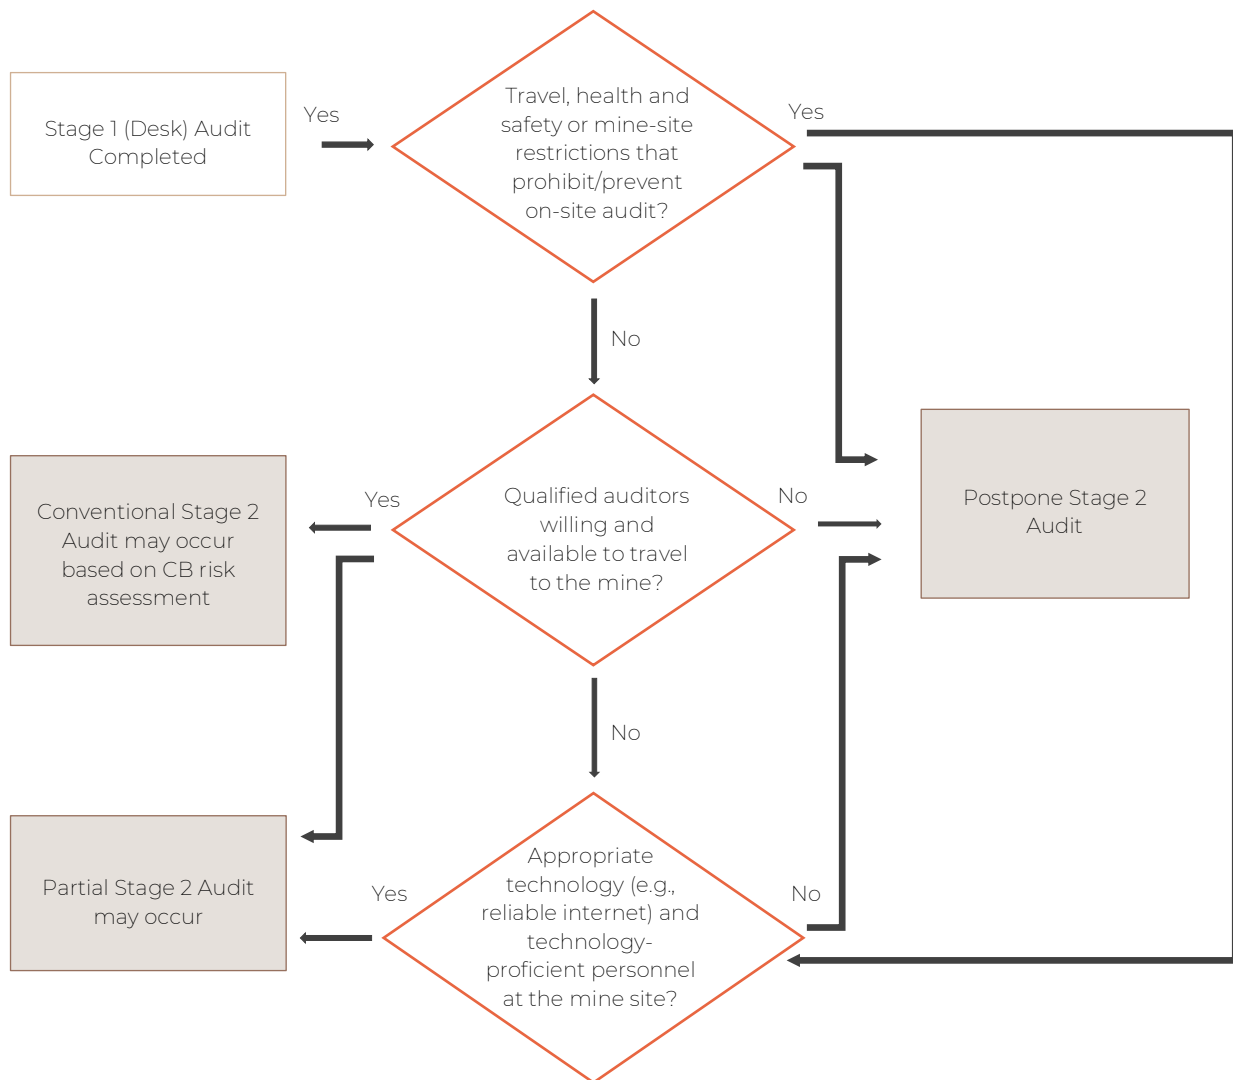 Stage 1 (Desk) Audit
Completed
Yes
Travel, health and
safety or mine-site
restrictions that
prohibit/prevent
on-site audit?
Yes
No
Conventional Stage 2
Audit may occur
based on CB risk
assessment
Yes
Qualified auditors
willing and
available to travel
to the mine?
No
Postpone Stage 2
Audit
No
Partial Stage 2 Audit
may occur
Yes
Appropriate
technology (e.g.,
reliable internet) and
technology-
proficient personnel
at the mine site?
No